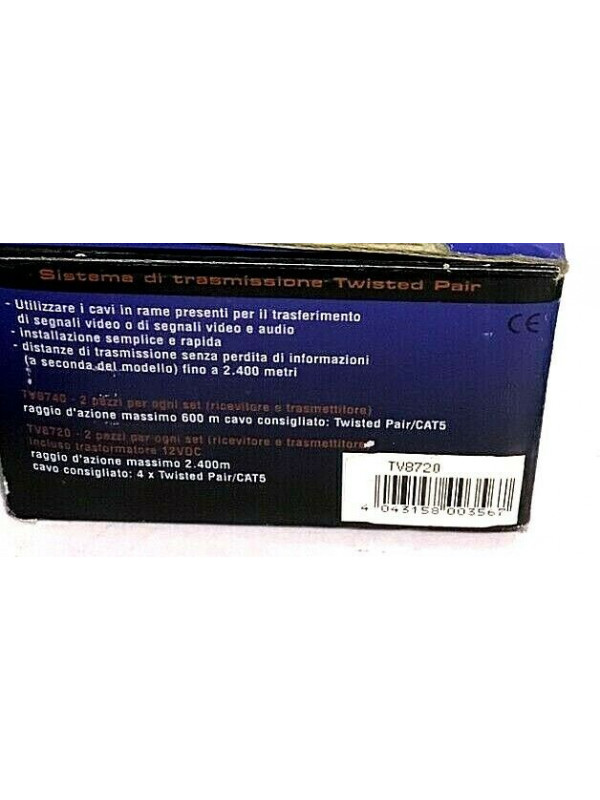 Sistema di trasmissione Twisted Pair
- Utilizzare i cavi in rame presenti per il trasferimento
di segnali video o di segnali video e audio
- installazione semplice e rapida
- distanze di trasmissione senza perdita di informazioni
(a seconda del modello) fino a 2.400 metri
CE
TV8740 - 2 pezzi per ogni set (ricevitore e trasmettitore)
raggio d'azione massimo 600 m cavo consigliato: Twisted Pair/CAT5
TV8720 - 2 pezzi per ogni set (ricevitore e trasmettitore)
incluso trasformatore 12VDC
raggio d'azione massimo 2.400m
cavo consigliato: 4 x Twisted Pair/CAT5
TV8720
4 043158 003567